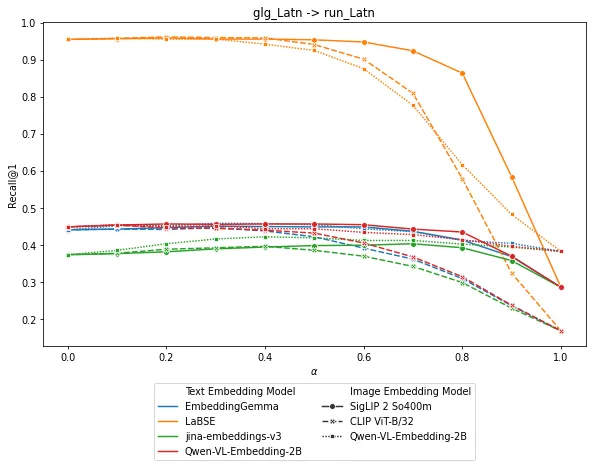 glg_Latn -> run_Latn
Recall@1
1.0
0.9
0.8
0.7
0.6
0.5
0.4
0.3
0.2
0.0 0.2 0.4 0.6 0.8 1.0
α
Text Embedding Model Image Embedding Model
EmbeddingGemma SigLIP 2 So400m
LaBSE CLIP ViT-B/32
jina-embeddings-v3 Qwen-VL-Embedding-2B
Qwen-VL-Embedding-2B